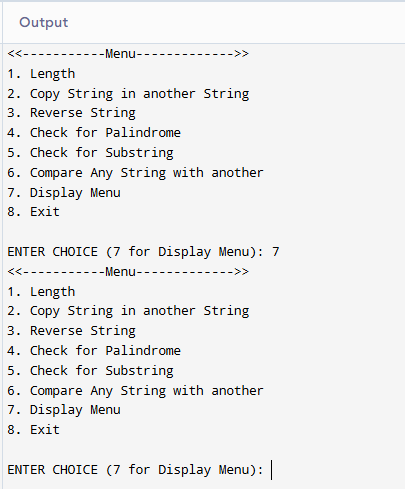 Output
<<-----------Menu------------->>
1. Length
2. Copy String in another String
3. Reverse String
4. Check for Palindrome
5. Check for Substring
6. Compare Any String with another
7. Display Menu
8. Exit
ENTER CHOICE (7 for Display Menu): 7
<<-----------Menu------------->>
1. Length
2. Copy String in another String
3. Reverse String
4. Check for Palindrome
5. Check for Substring
6. Compare Any String with another
7. Display Menu
8. Exit
ENTER CHOICE (7 for Display Menu):